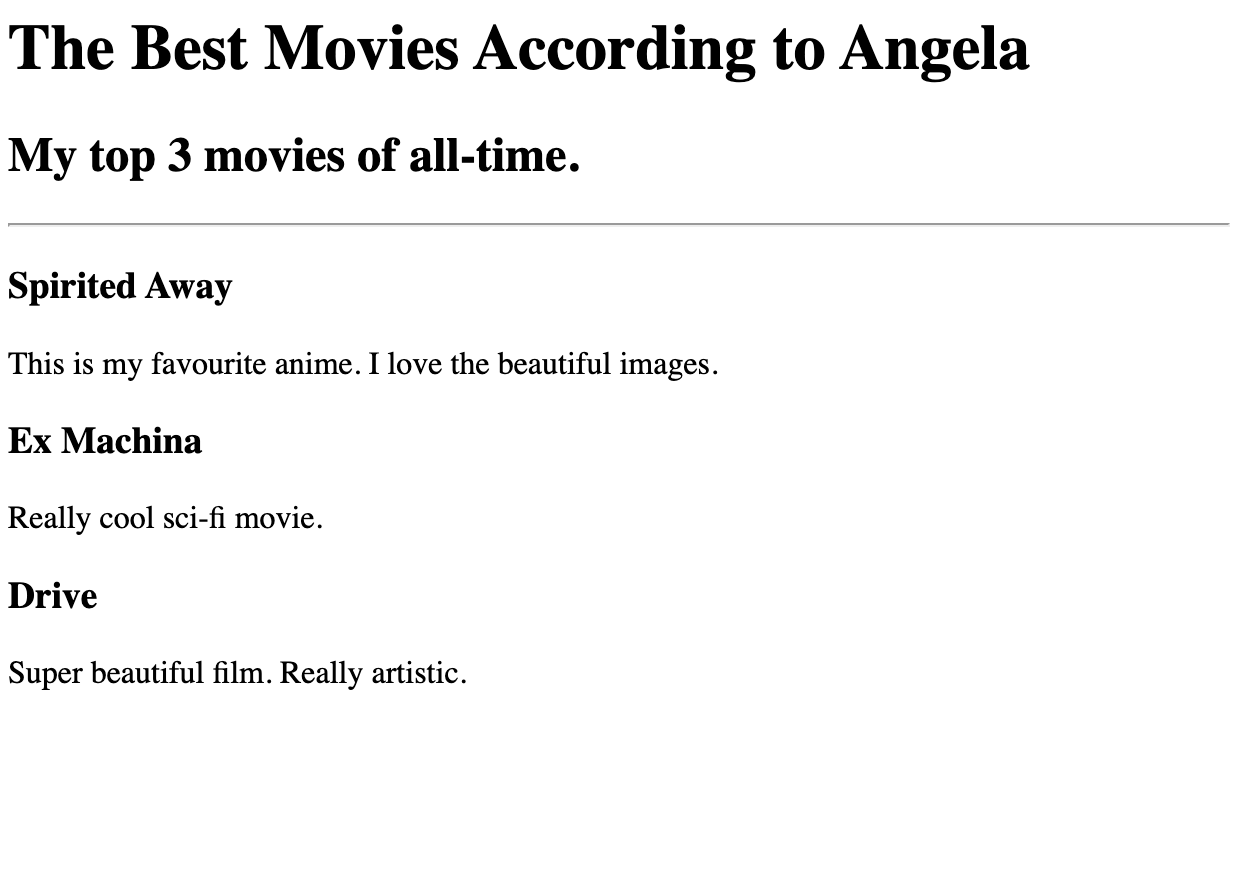 The Best Movies According to Angela
My top 3 movies of all-time.
Spirited Away
This is my favourite anime. I love the beautiful images.
Ex Machina
Really cool sci-fi movie.
Drive
Super beautiful film. Really artistic.